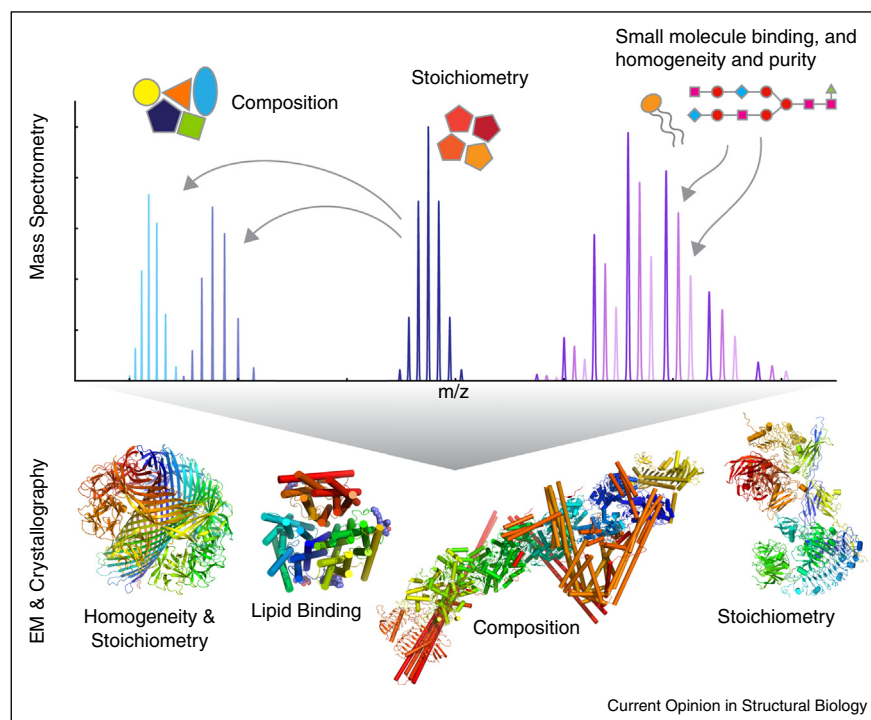 Small molecule binding, and
homogeneity and purity
Stoichiometry
Composition
Mass Spectrometry
m/z
EM & Crystallography
Homogeneity &
Stoichiometry
Lipid Binding
Composition
Stoichiometry
Current Opinion in Structural Biology